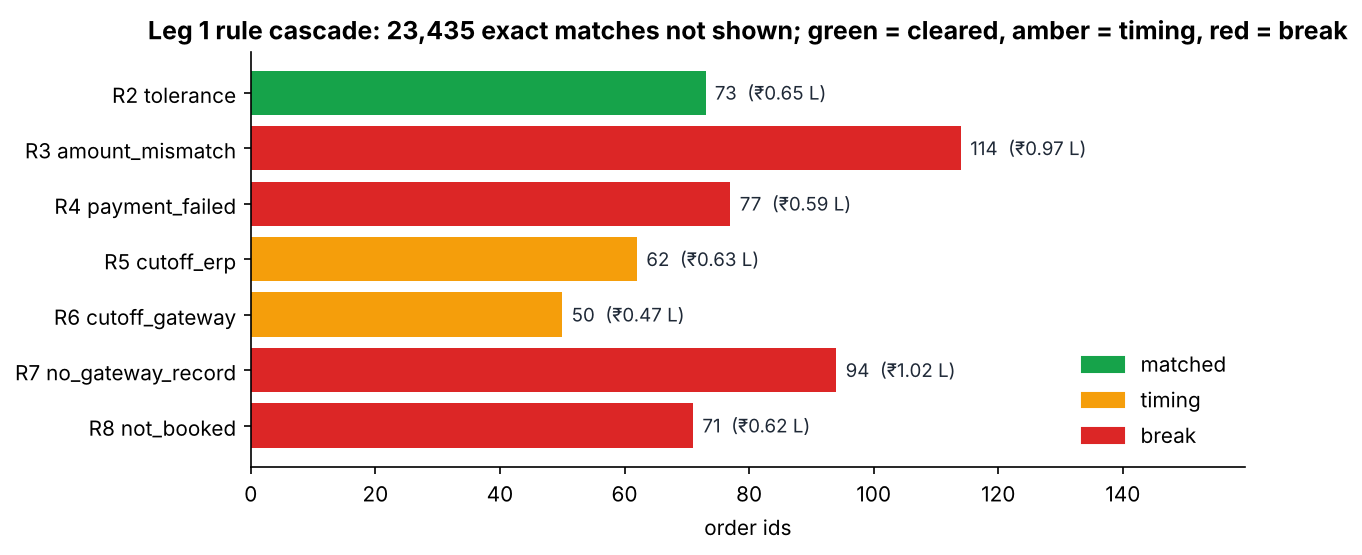 Leg 1 rule cascade: 23,435 exact matches not shown; green = cleared, amber = timing, red = break
R2 tolerance 73 (₹0.65 L)
R3 amount_mismatch 114 (₹0.97 L)
R4 payment_failed 77 (₹0.59 L)
R5 cutoff_erp 62 (₹0.63 L)
R6 cutoff_gateway 50 (₹0.47 L)
R7 no_gateway_record 94 (₹1.02 L)
R8 not_booked 71 (₹0.62 L)
matched
timing
break
0 20 40 60 80 100 120 140
order ids